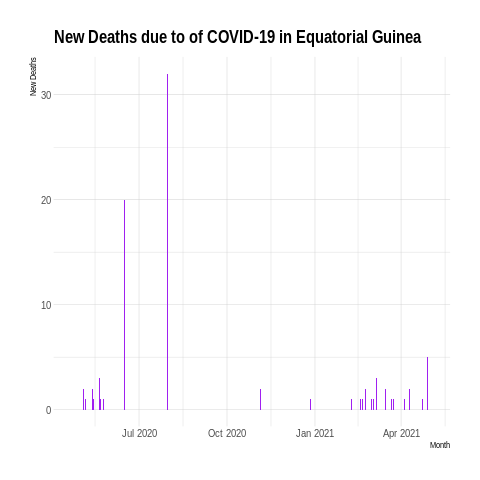 New Deaths due to of COVID-19 in Equatorial Guinea
New Deaths
30
20
10
0
Jul 2020 Oct 2020 Jan 2021 Apr 2021
Month